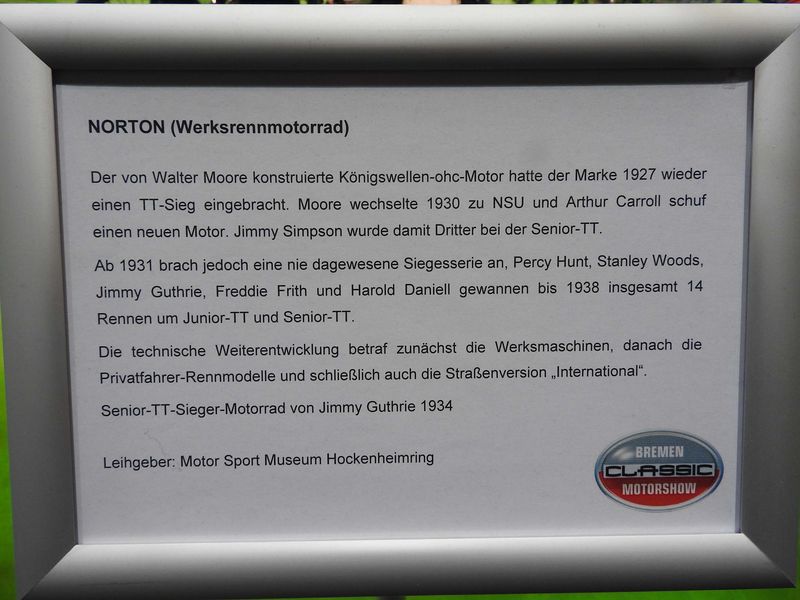 NORTON (Werksrennmotorrad)
Der von Walter Moore konstruierte Königswellen-ohc-Motor hatte der Marke 1927 wieder
einen TT-Sieg eingebracht. Moore wechselte 1930 zu NSU und Arthur Carroll schuf
einen neuen Motor. Jimmy Simpson wurde damit Dritter bei der Senior-TT.
Ab 1931 brach jedoch eine nie dagewesene Siegesserie an, Percy Hunt, Stanley Woods,
Jimmy Guthrie, Freddie Frith und Harold Daniell gewannen bis 1938 insgesamt 14
Rennen um Junior-TT und Senior-TT.
Die technische Weiterentwicklung betraf zunächst die Werksmaschinen, danach die
Privatfahrer-Rennmodelle und schließlich auch die Straßenversion „International“.
Senior-TT-Sieger-Motorrad von Jimmy Guthrie 1934
Leihgeber: Motor Sport Museum Hockenheimring
BREMEN
CLASSIC
MOTORSHOW